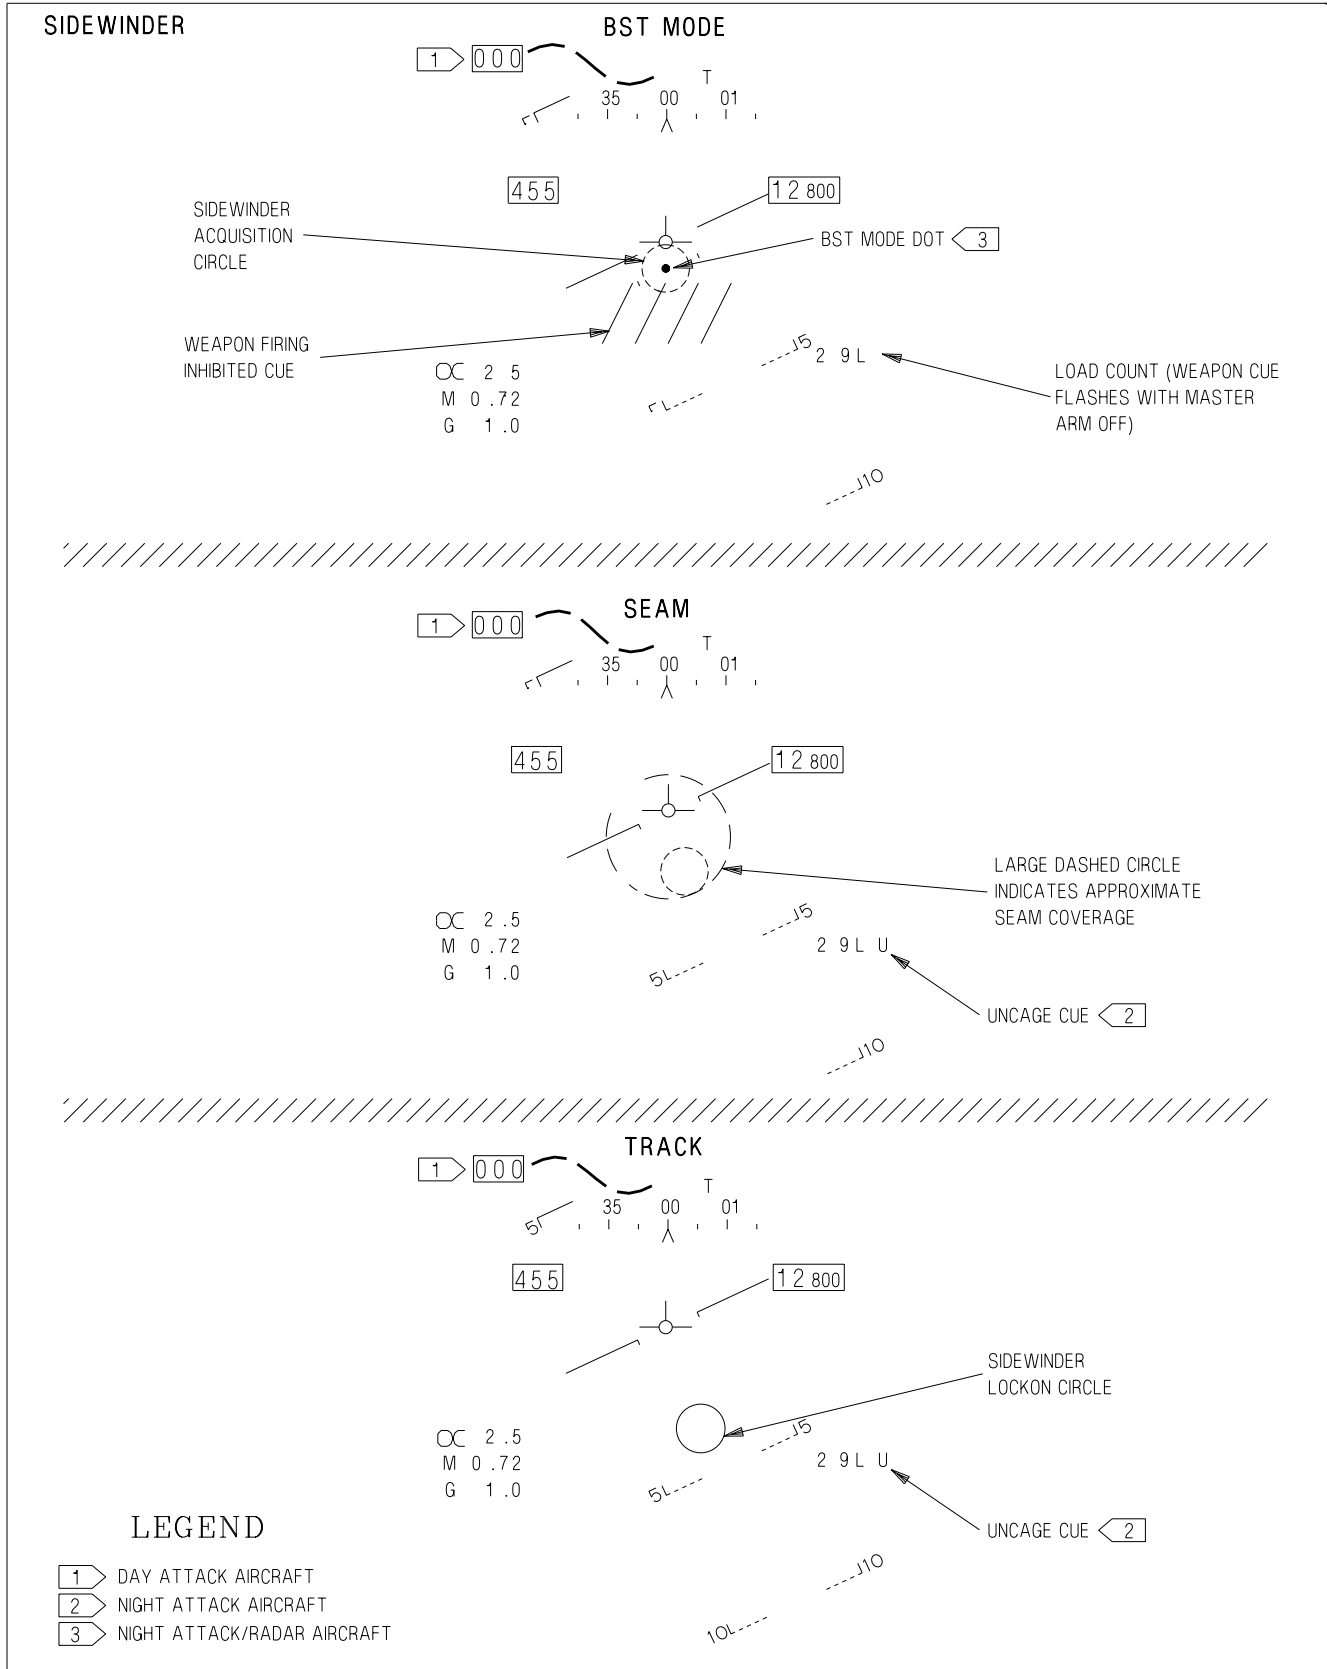 SIDEWINDER
BST MODE
1 000
T
35 00 01
455
12 800
SIDEWINDER
ACQUISITION
CIRCLE
BST MODE DOT 3
WEAPON FIRING
INHIBITED CUE
5
2 9L
LOAD COUNT (WEAPON CUE
FLASHES WITH MASTER
ARM OFF)
α 2 5
M 0.72
G 1.0
10
SEAM
1 000
T
35 00 01
455
12 800
LARGE DASHED CIRCLE
INDICATES APPROXIMATE
SEAM COVERAGE
α 2.5
M 0.72
G 1.0
5
2 9L U
5
UNCAGE CUE 2
10
TRACK
1 000
T
35 00 01
5
455
12 800
SIDEWINDER
LOCKON CIRCLE
α 2.5
M 0.72
G 1.0
5
2 9L U
5
UNCAGE CUE 2
10
10
LEGEND
1 DAY ATTACK AIRCRAFT
2 NIGHT ATTACK AIRCRAFT
3 NIGHT ATTACK/RADAR AIRCRAFT